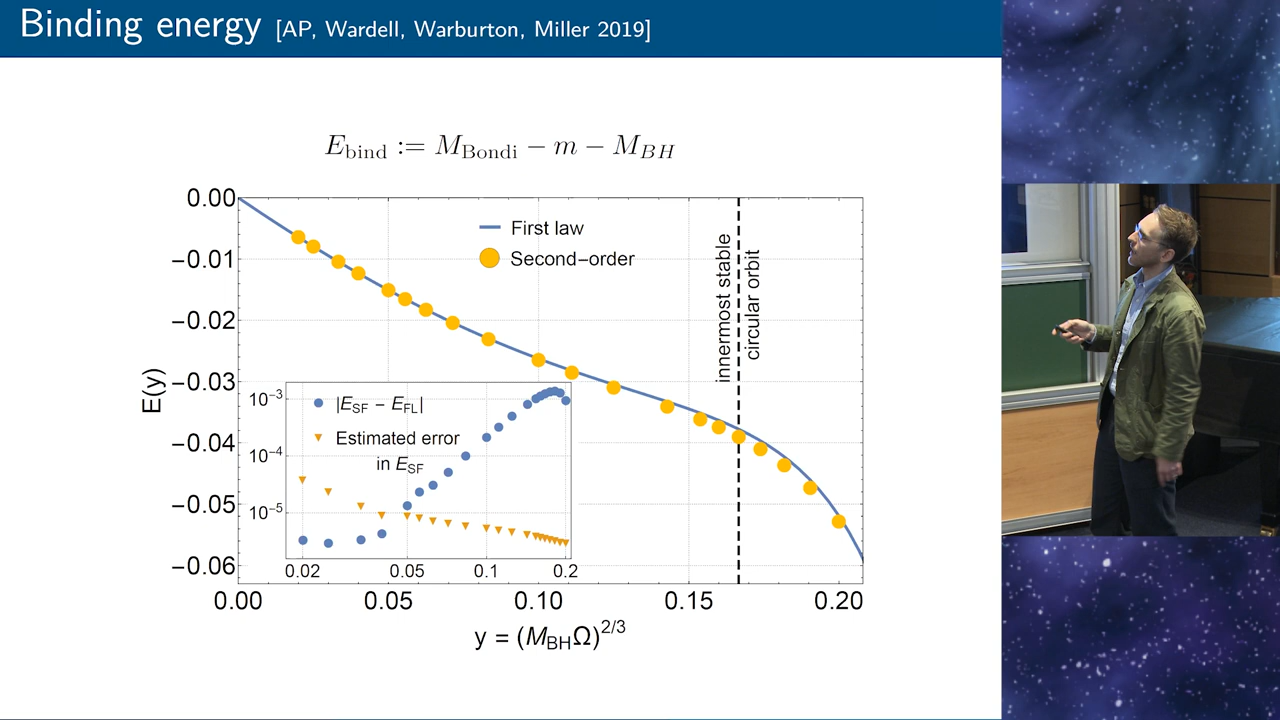 Binding energy [AP, Wardell, Warburton, Miller 2019]
E_bind := M_Bondi − m − M_BH
0.00
−0.01
−0.02
−0.03
−0.04
−0.05
−0.06
E(y)
First law
Second−order
innermost stable
circular orbit
|E_SF − E_FL|
Estimated error
in E_SF
10^−3
10^−4
10^−5
0.02 0.05 0.1 0.2
0.00 0.05 0.10 0.15 0.20
y = (M_BHΩ)^2/3